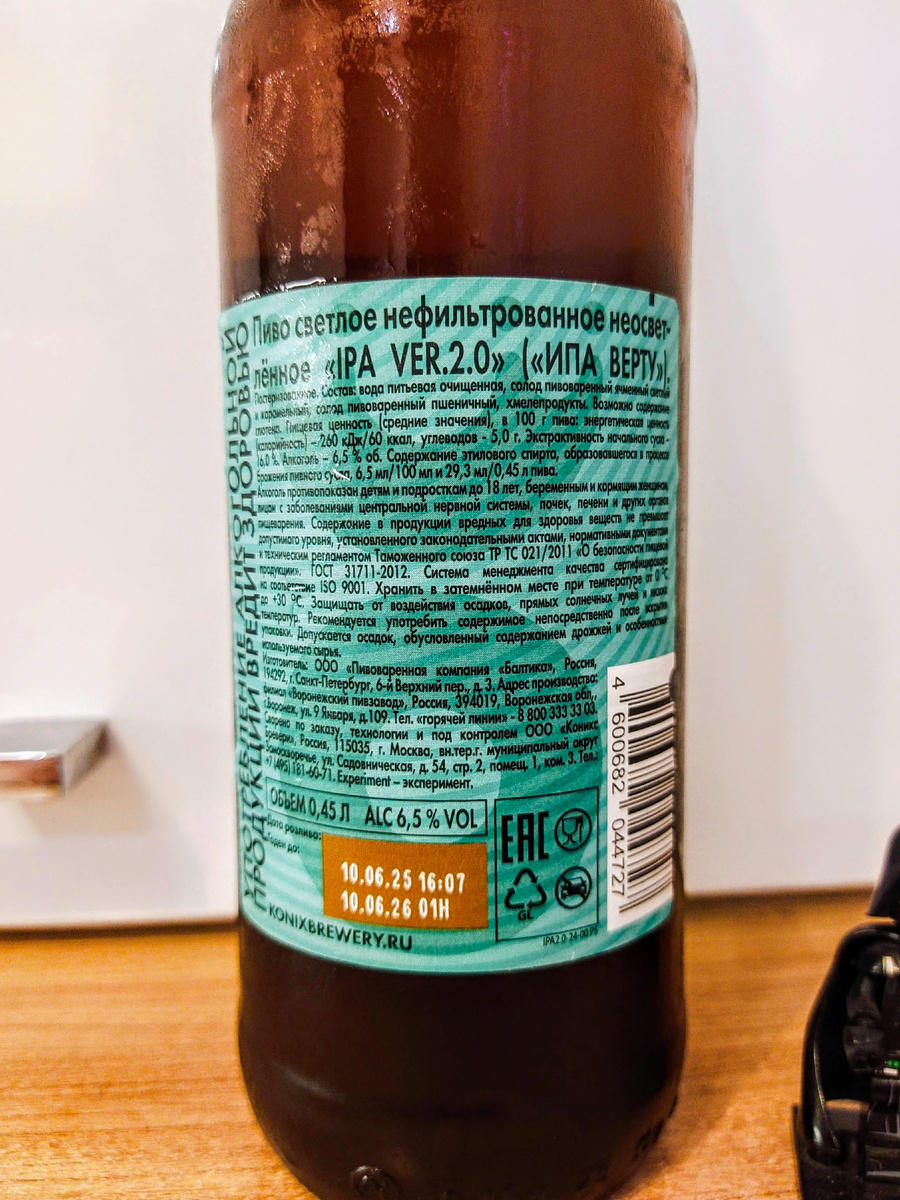 Пиво светлое нефильтрованное неосвет-
лённое «IPA VER.2.0» («ИПА ВЕРТУ»).
Пастеризованное. Состав: вода питьевая очищенная, солод пивоваренный ячменный светлый
и карамельный, солод пивоваренный пшеничный, хмелепродукты. Возможно содержание
глютена. Пищевая ценность (средние значения), в 100 г пива: энергетическая ценность
(калорийность) – 260 кДж/60 ккал, углеводов - 5,0 г. Экстрактивность начального сусла –
16,0 %. Алкоголь – 6,5 % об. Содержание этилового спирта, образовавшегося в процессе
брожения пивного сусла, 6,5 мл/100 мл и 29,3 мл/0,45 л пива.
Алкоголь противопоказан детям и подросткам до 18 лет, беременным и кормящим женщинам,
лицам с заболеваниями центральной нервной системы, почек, печени и других органов
пищеварения. Содержание в продукции вредных для здоровья веществ не превышает
допустимого уровня, установленного законодательными актами, нормативными документами
и техническим регламентом Таможенного союза ТР ТС 021/2011 «О безопасности пищевой
продукции». ГОСТ 31711-2012. Система менеджмента качества сертифицирована
на соответствие ISO 9001. Хранить в затемнённом месте при температуре от 0 °С
до +30 °С. Защищать от воздействия осадков, прямых солнечных лучей и низких
температур. Рекомендуется употребить содержимое непосредственно после вскрытия
упаковки. Допускается осадок, обусловленный содержанием дрожжей и особенностями
используемого сырья.
Изготовитель: ООО «Пивоваренная компания «Балтика», Россия,
194292, г. Санкт-Петербург, 6-й Верхний пер., д. 3. Адрес производства:
филиал «Воронежский пивзавод», Россия, 394019, Воронежская обл.,
г. Воронеж, ул. 9 Января, д.109. Тел. «горячей линии» - 8 800 333 33 03.
Сварено по заказу, технологии и под контролем ООО «Коникс
Бревери», Россия, 115035, г. Москва, вн.тер.г. муниципальный округ
Замоскворечье, ул. Садовническая, д. 54, стр. 2, помещ. 1, ком. 3. Тел.:
+7 (495) 181-60-71. Experiment – эксперимент.
ОБЪЕМ 0,45 Л ALC 6,5 % VOL
Дата розлива:
Годен до:
10.06.25 16:07
10.06.26 01H
KONIXBREWERY.RU
EAC
GL
IPA2.0-24-00 РБ
4 600682 044727
УПОТРЕБЛЕНИЕ АЛКОГОЛЬНОЙ
ПРОДУКЦИИ ВРЕДИТ ЗДОРОВЬЮ